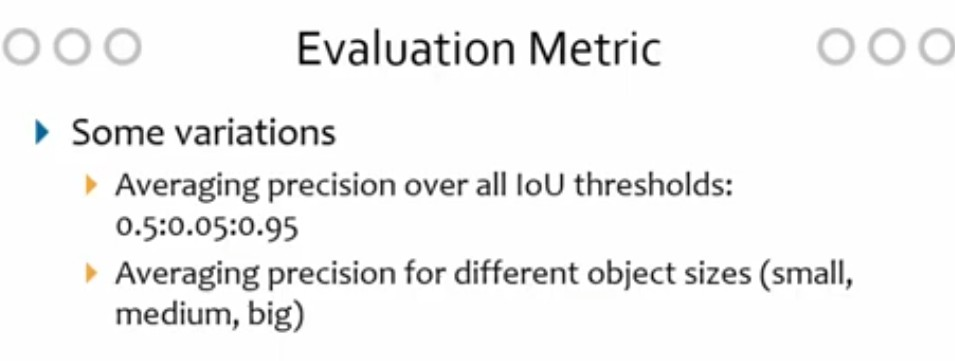 Evaluation Metric
Some variations
Averaging precision over all IoU thresholds:
0.5:0.05:0.95
Averaging precision for different object sizes (small,
medium, big)